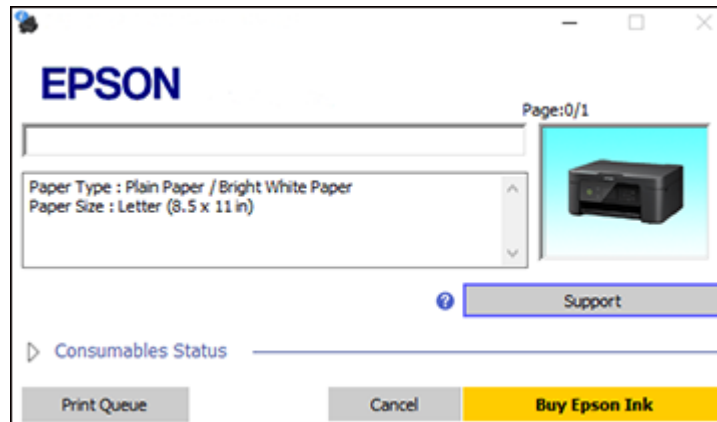 EPSON
Page:0/1
Paper Type : Plain Paper / Bright White Paper
Paper Size : Letter (8.5 x 11 in)
Support
Consumables Status
Print Queue
Cancel
Buy Epson Ink